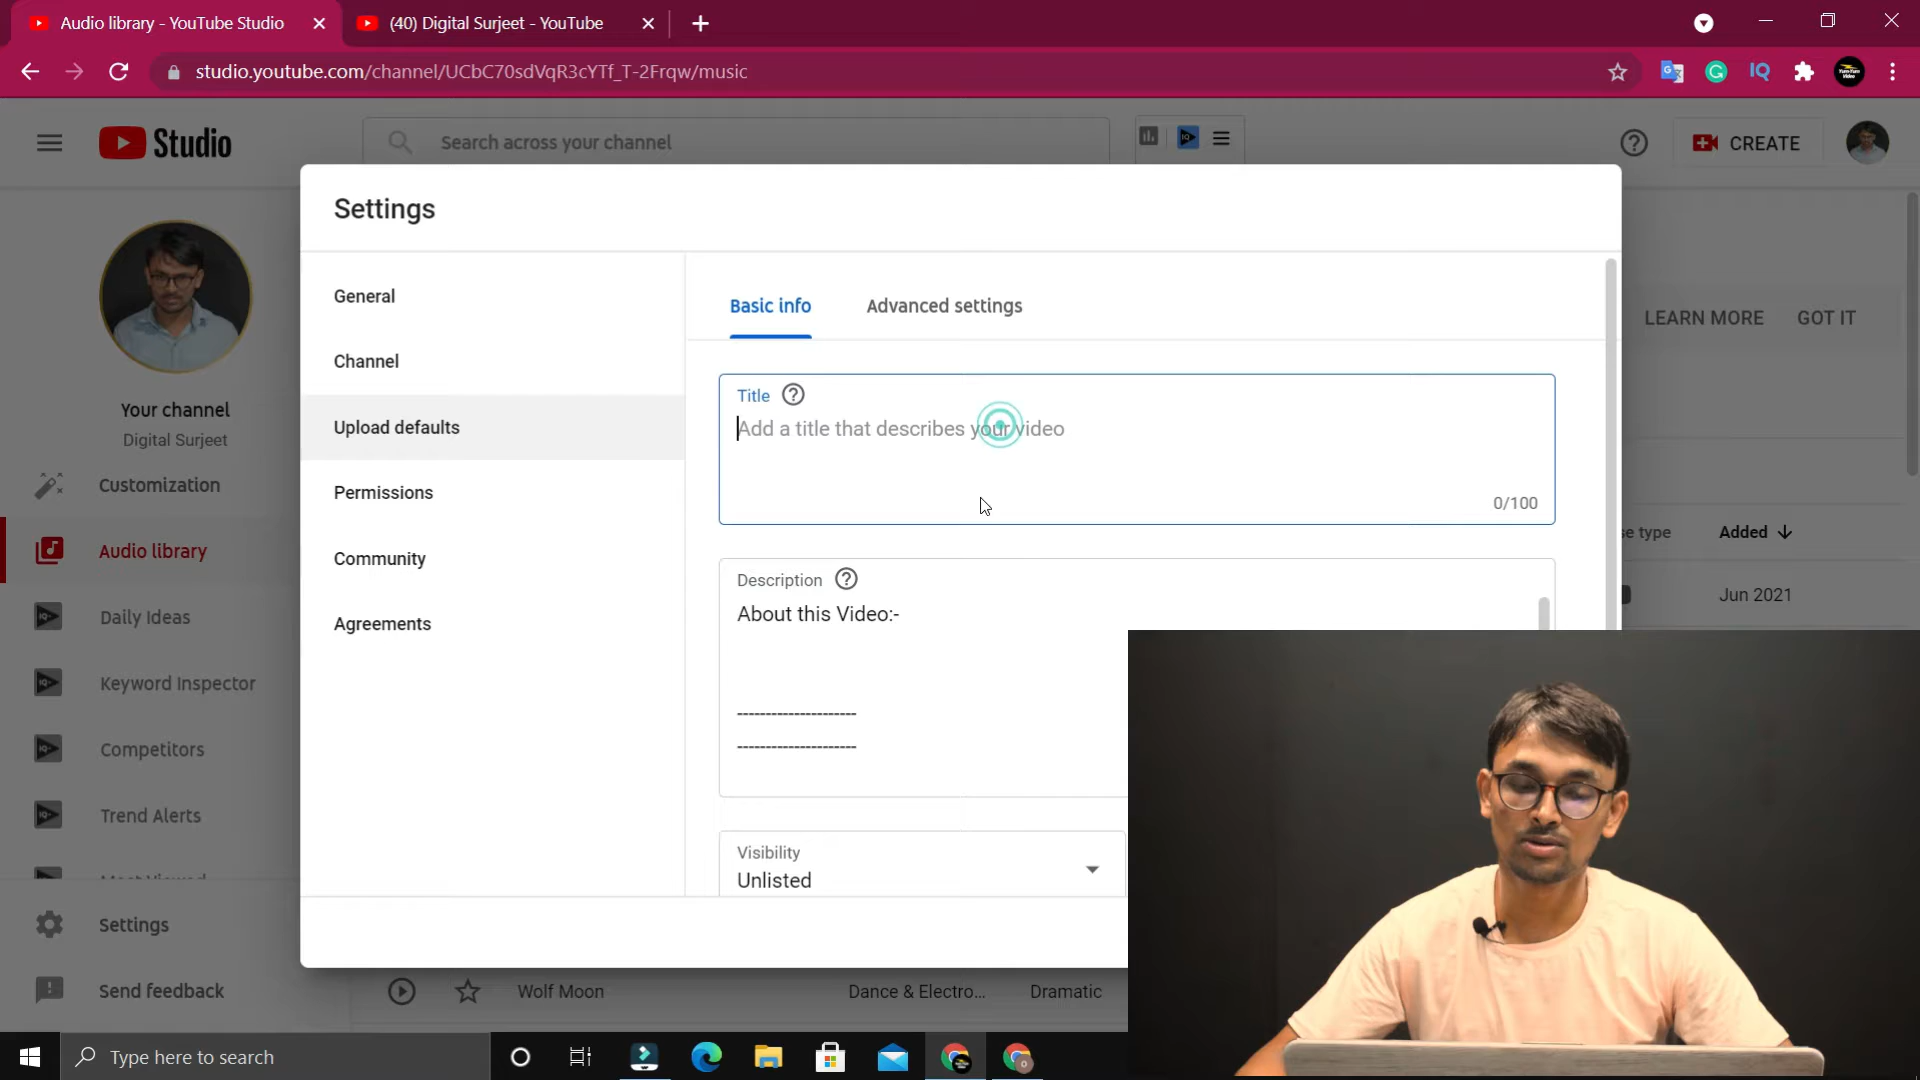 Audio library - YouTube Studio
(40) Digital Surjeet - YouTube
studio.youtube.com/channel/UCbC70sdVqR3cYTf_T-2Frqw/music
Studio
Search across your channel
CREATE
Settings
General
Channel
Upload defaults
Permissions
Community
Agreements
Basic info
Advanced settings
Title
Add a title that describes your video
0/100
Description
About this Video:-
---------------------
---------------------
Visibility
Unlisted
Your channel
Digital Surjeet
Customization
Audio library
Daily Ideas
Keyword Inspector
Competitors
Trend Alerts
Settings
Send feedback
LEARN MORE
GOT IT
se type
Added
Jun 2021
Wolf Moon
Dance & Electro...
Dramatic
Type here to search